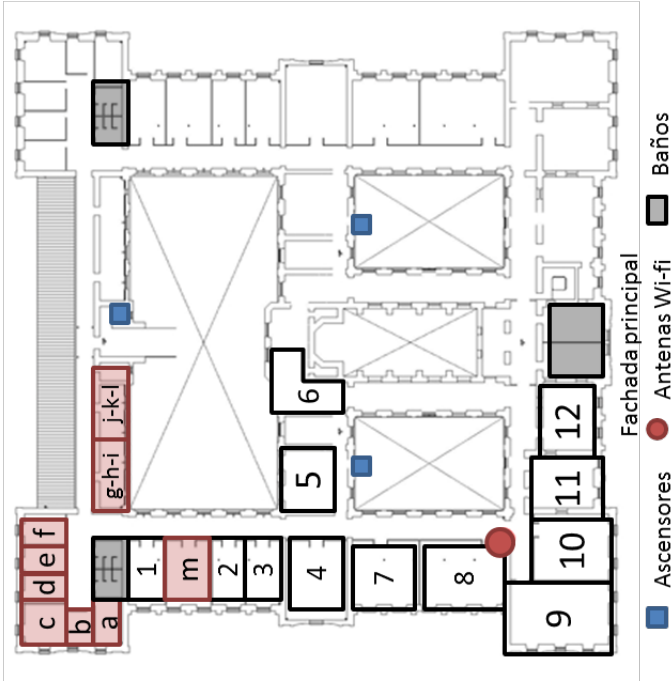 c d e f
b
a g-h-i j-k-l
1
m
2
3
4 5 6
7
8
9 10 11 12
Fachada principal
Ascensores Antenas Wi-fi Baños